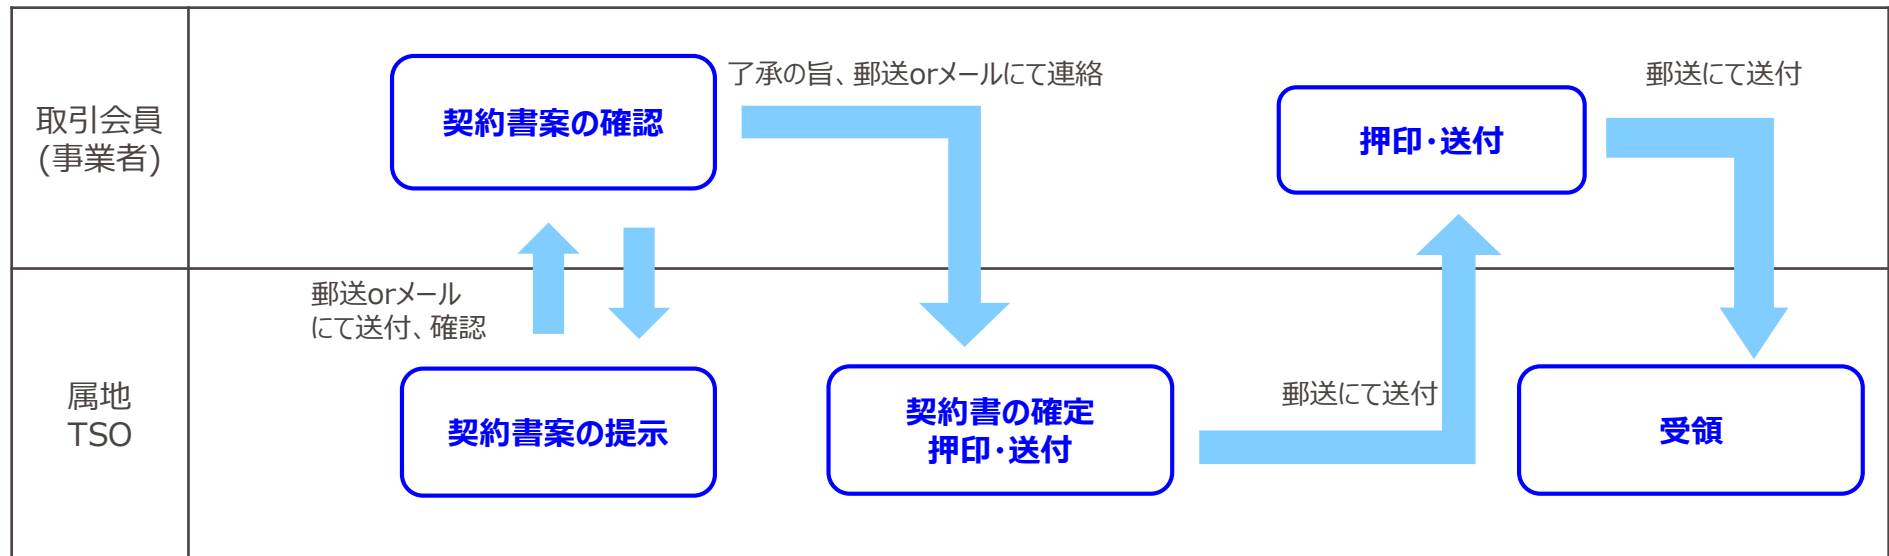 取引会員
(事業者)
契約書案の確認
了承の旨、郵送orメールにて連絡
押印・送付
郵送にて送付
属地
TSO
郵送orメール
にて送付、確認
契約書案の提示
契約書の確定
押印・送付
郵送にて送付
受領